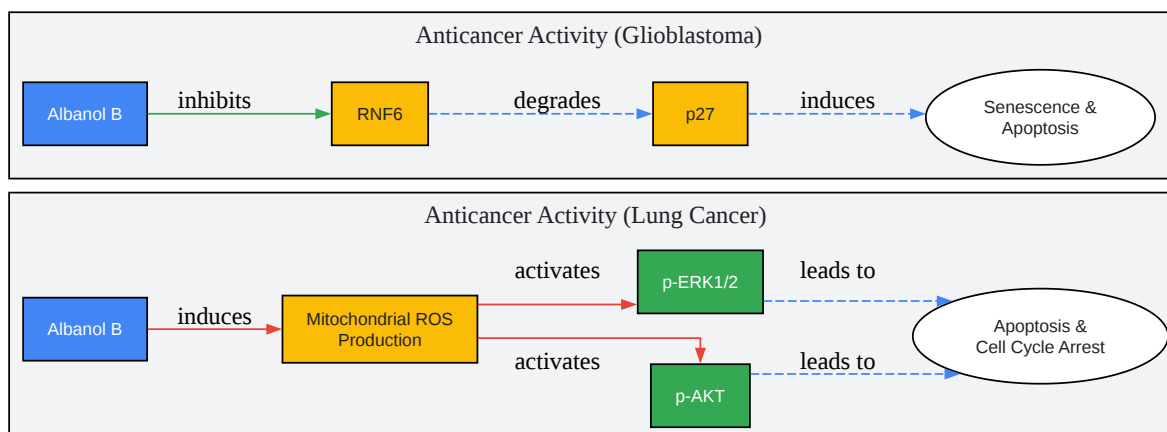 Anticancer Activity (Glioblastoma)
Albanol B
inhibits
RNF6
degrades
p27
induces
Senescence &
Apoptosis
Anticancer Activity (Lung Cancer)
Albanol B
induces
Mitochondrial ROS
Production
activates
p-ERK1/2
leads to
activates
p-AKT
leads to
Apoptosis &
Cell Cycle Arrest